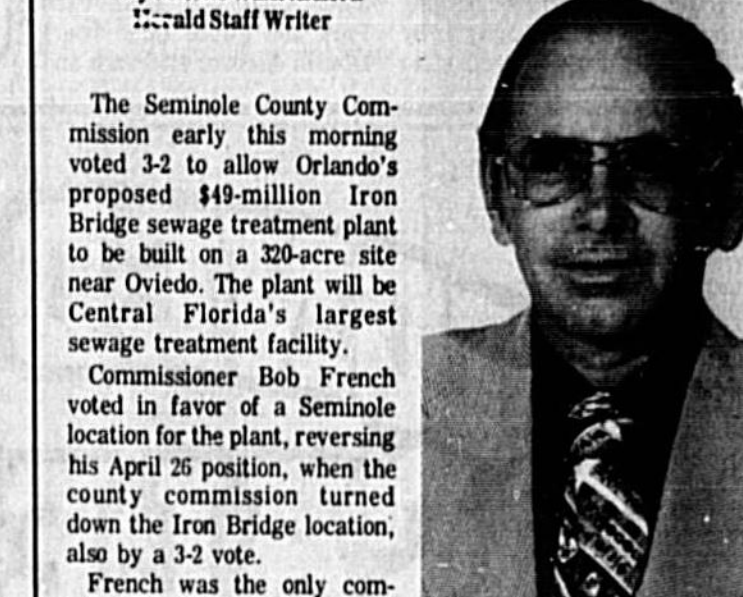 Herald Staff Writer
The Seminole County Com-
mission early this morning
voted 3-2 to allow Orlando's
proposed $49-million Iron
Bridge sewage treatment plant
to be built on a 320-acre site
near Oviedo. The plant will be
Central Florida's largest
sewage treatment facility.
Commissioner Bob French
voted in favor of a Seminole
location for the plant, reversing
his April 26 position, when the
county commission turned
down the Iron Bridge location,
also by a 3-2 vote.
French was the only com-